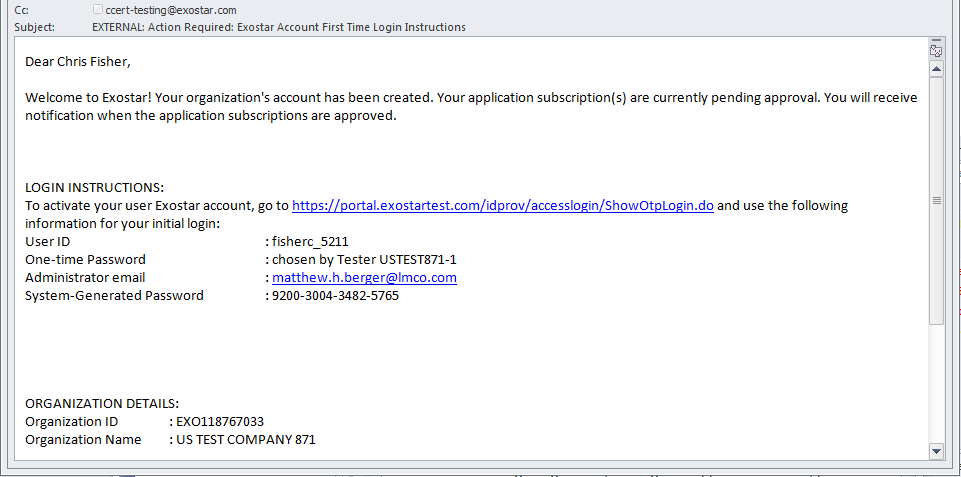 Cc: ccert-testing@exostar.com
Subject: EXTERNAL: Action Required: Exostar Account First Time Login Instructions
Dear Chris Fisher,
Welcome to Exostar! Your organization's account has been created. Your application subscription(s) are currently pending approval. You will receive
notification when the application subscriptions are approved.
LOGIN INSTRUCTIONS:
To activate your user Exostar account, go to https://portal.exostartest.com/idprov/accesslogin/ShowOtpLogin.do and use the following
information for your initial login:
User ID : fisherc_5211
One-time Password : chosen by Tester USTEST871-1
Administrator email : matthew.h.berger@lmco.com
System-Generated Password : 9200-3004-3482-5765
ORGANIZATION DETAILS:
Organization ID : EXO118767033
Organization Name : US TEST COMPANY 871